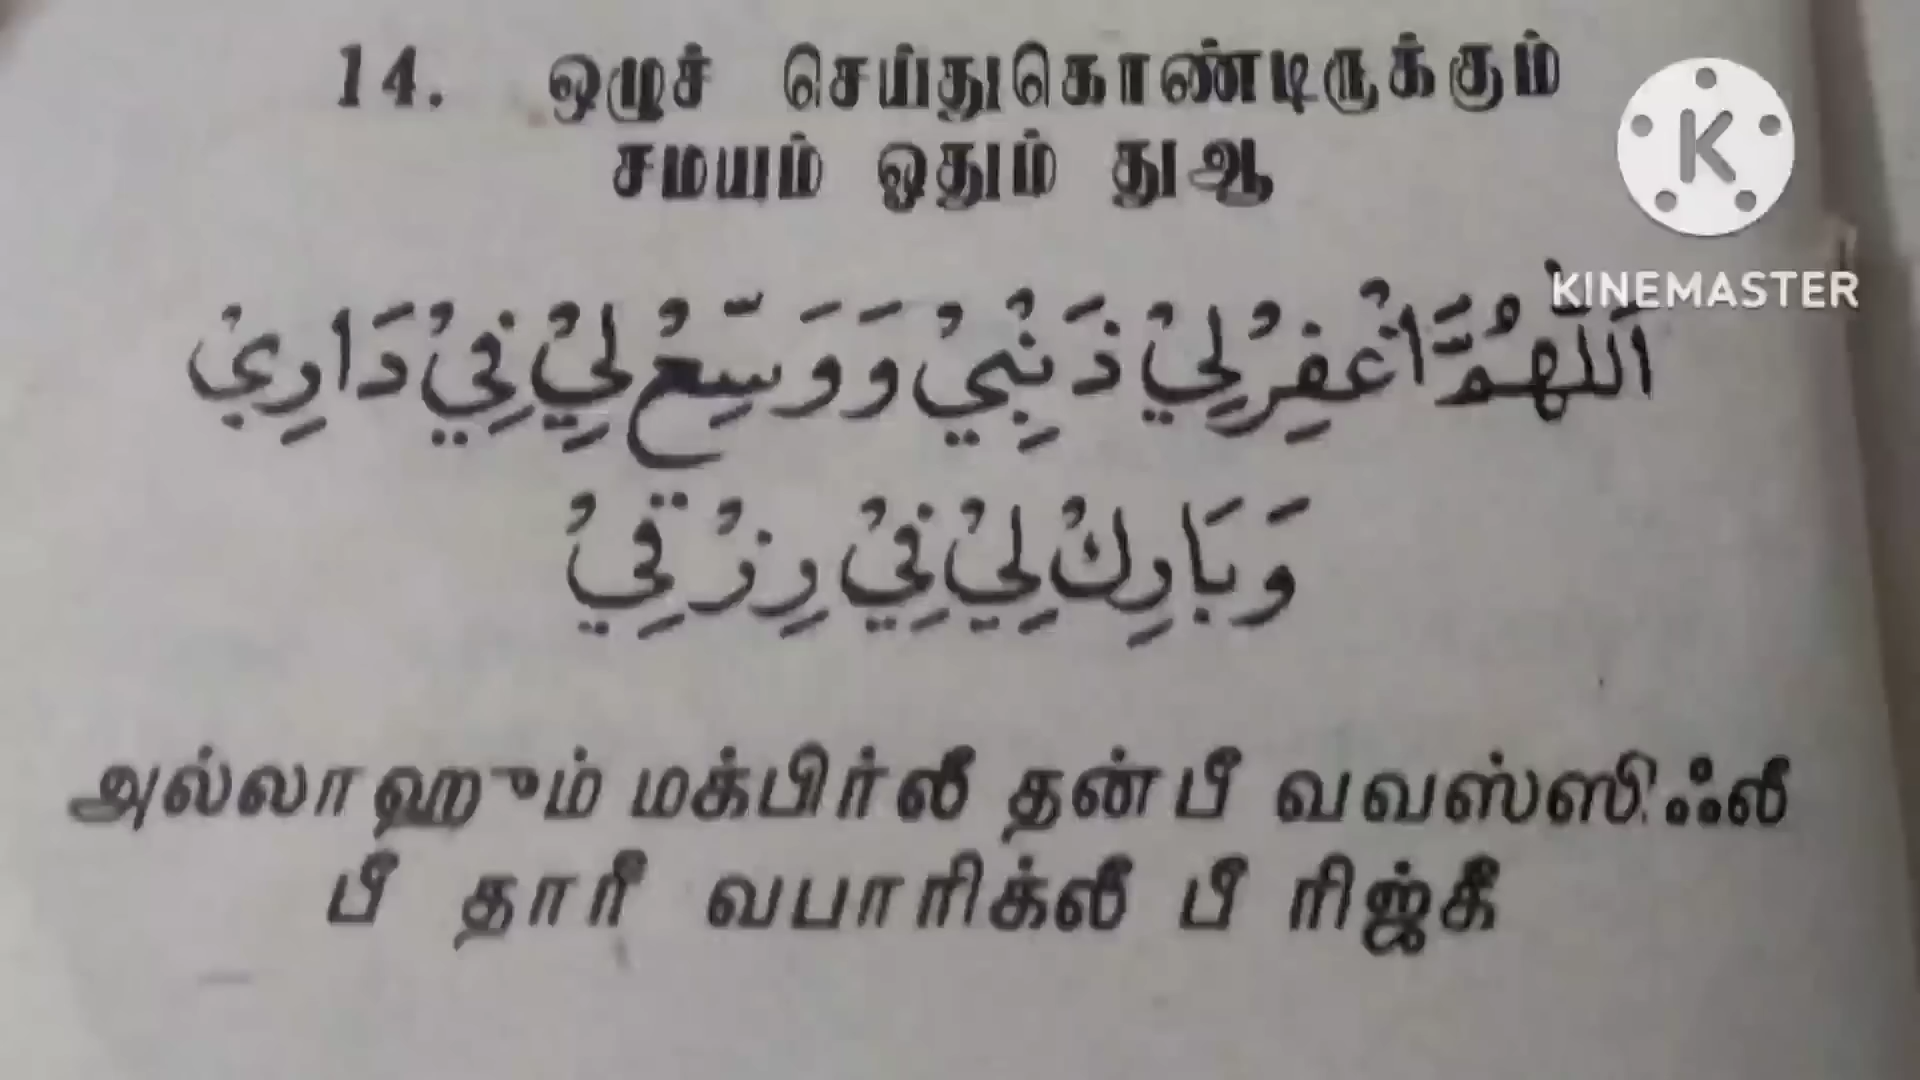 14. ஒழுச் செய்துகொண்டிருக்கும்
சமயம் ஓதும் துஆ
KINEMASTER
اَللّٰهُمَّ اغْفِرْلِيْ ذَنْبِيْ وَوَسِّعْ لِيْ فِيْ دَارِيْ
وَبَارِكْ لِيْ فِيْ رِزْقِيْ
அல்லாஹும் மக்பிர்லீ தன்பீ வவஸ்ஸிஃலீ
பீ தாரீ வபாரிக்லீ பீ ரிஜ்கீ